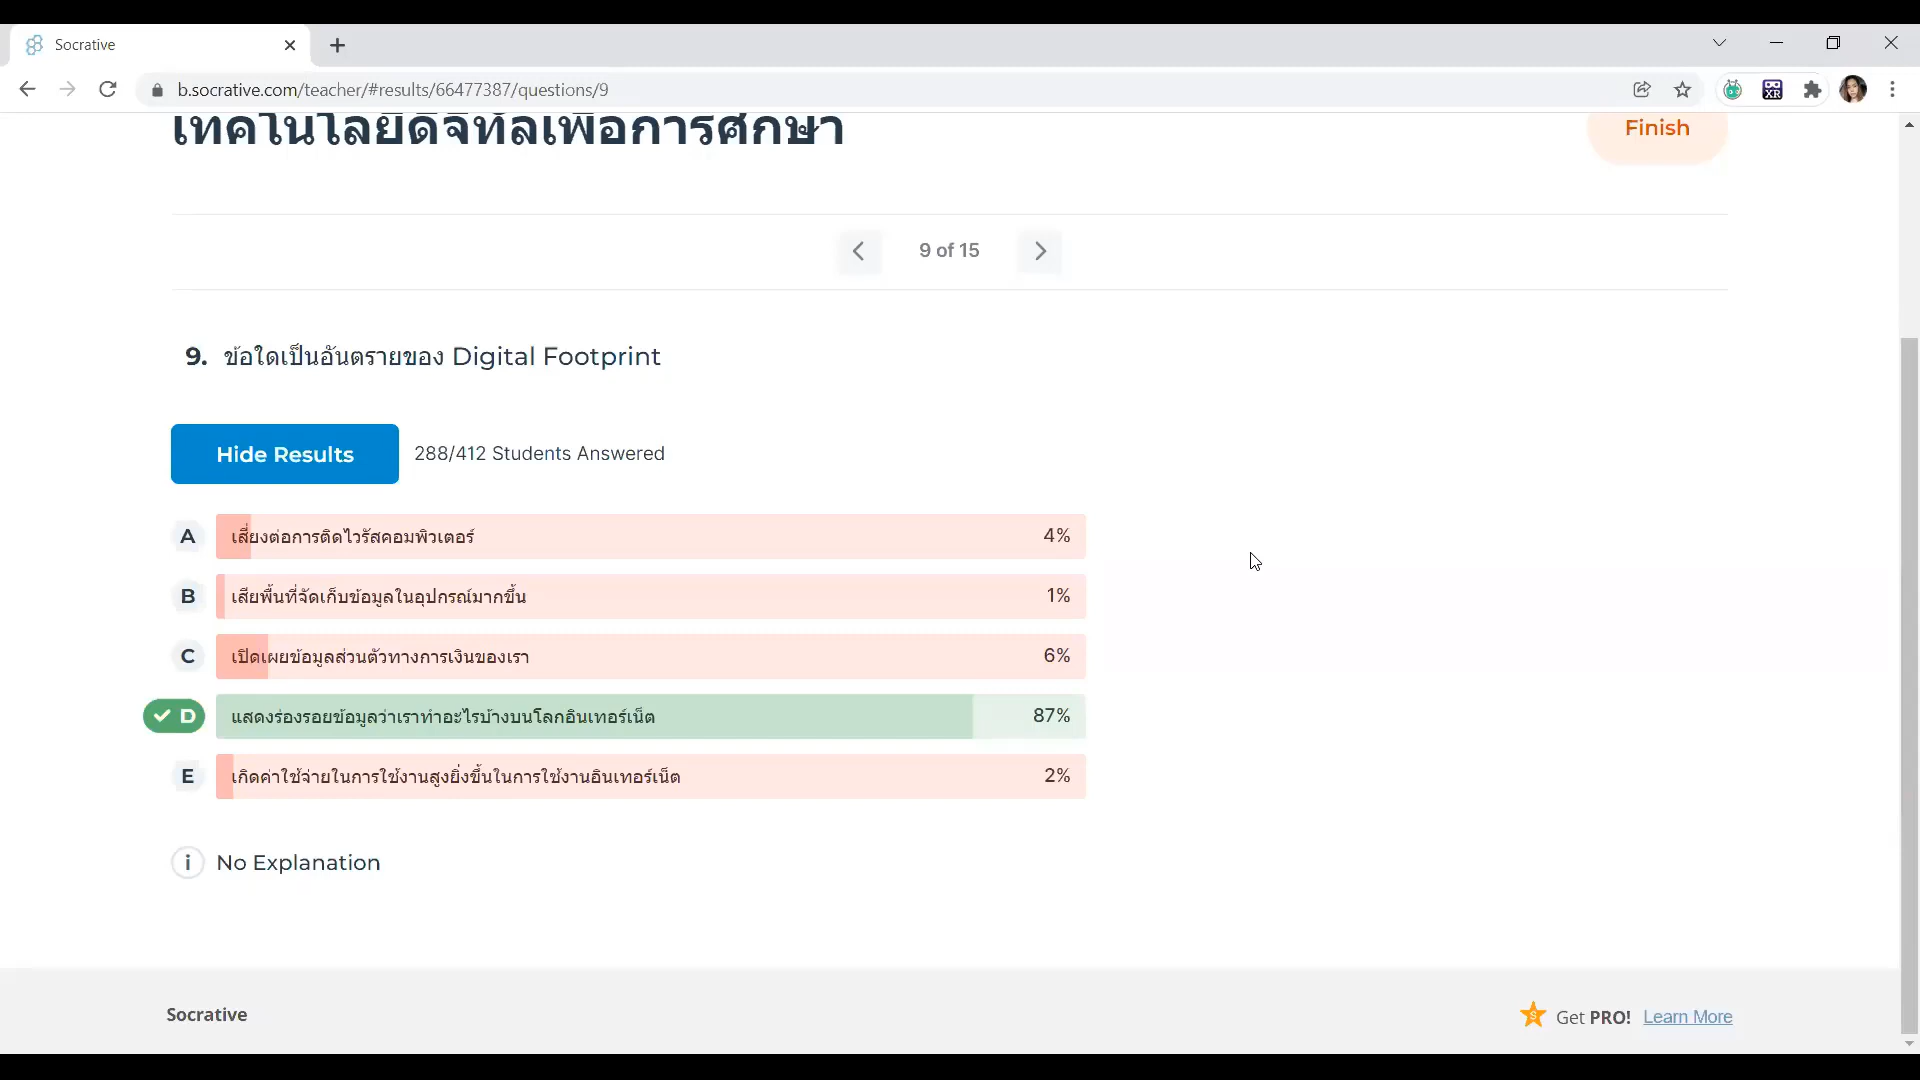 Socrative
b.socrative.com/teacher/#results/66477387/questions/9
เทคโนโลยีดิจิทัลเพื่อการศึกษา
Finish
9 of 15
9. ข้อใดเป็นอันตรายของ Digital Footprint
Hide Results
288/412 Students Answered
A เสี่ยงต่อการติดไวรัสคอมพิวเตอร์ 4%
B เสียพื้นที่จัดเก็บข้อมูลในอุปกรณ์มากขึ้น 1%
C เปิดเผยข้อมูลส่วนตัวทางการเงินของเรา 6%
D แสดงร่องรอยข้อมูลว่าเราทำอะไรบ้างบนโลกอินเทอร์เน็ต 87%
E เกิดค่าใช้จ่ายในการใช้งานสูงยิ่งขึ้นในการใช้งานอินเทอร์เน็ต 2%
i No Explanation
Socrative
S Get PRO! Learn More
XR